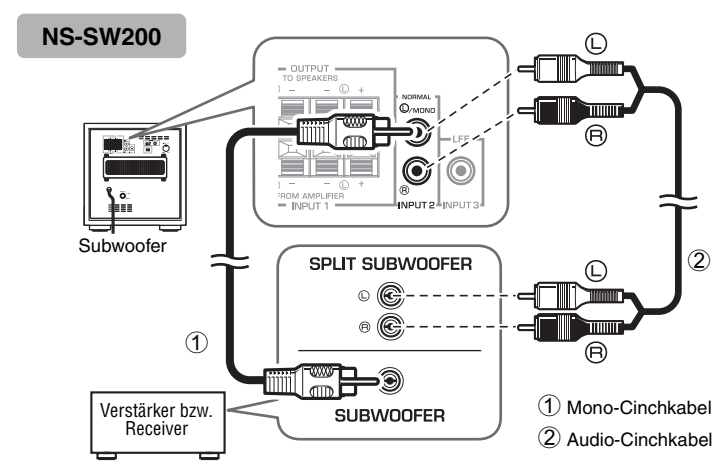 NS-SW200
OUTPUT
TO SPEAKERS
– – Ⓛ +
NORMAL
Ⓛ/MONO
LFE
– – Ⓛ +
FROM AMPLIFIER
INPUT 1
Ⓡ
INPUT 2
INPUT 3
Ⓛ
Ⓡ
Subwoofer
SPLIT SUBWOOFER
Ⓛ
Ⓡ
SUBWOOFER
Ⓛ
Ⓡ
①
②
Verstärker bzw.
Receiver
① Mono-Cinchkabel
② Audio-Cinchkabel